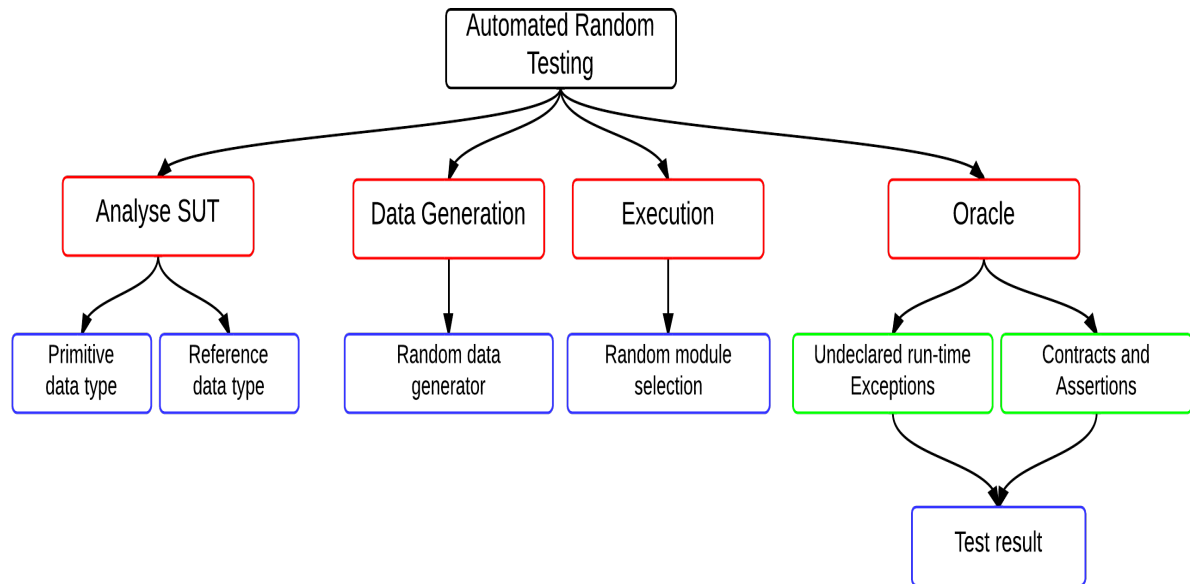 Automated Random
Testing
Analyse SUT
Data Generation
Execution
Oracle
Primitive
data type
Reference
data type
Random data
generator
Random module
selection
Undeclared run-time
Exceptions
Contracts and
Assertions
Test result